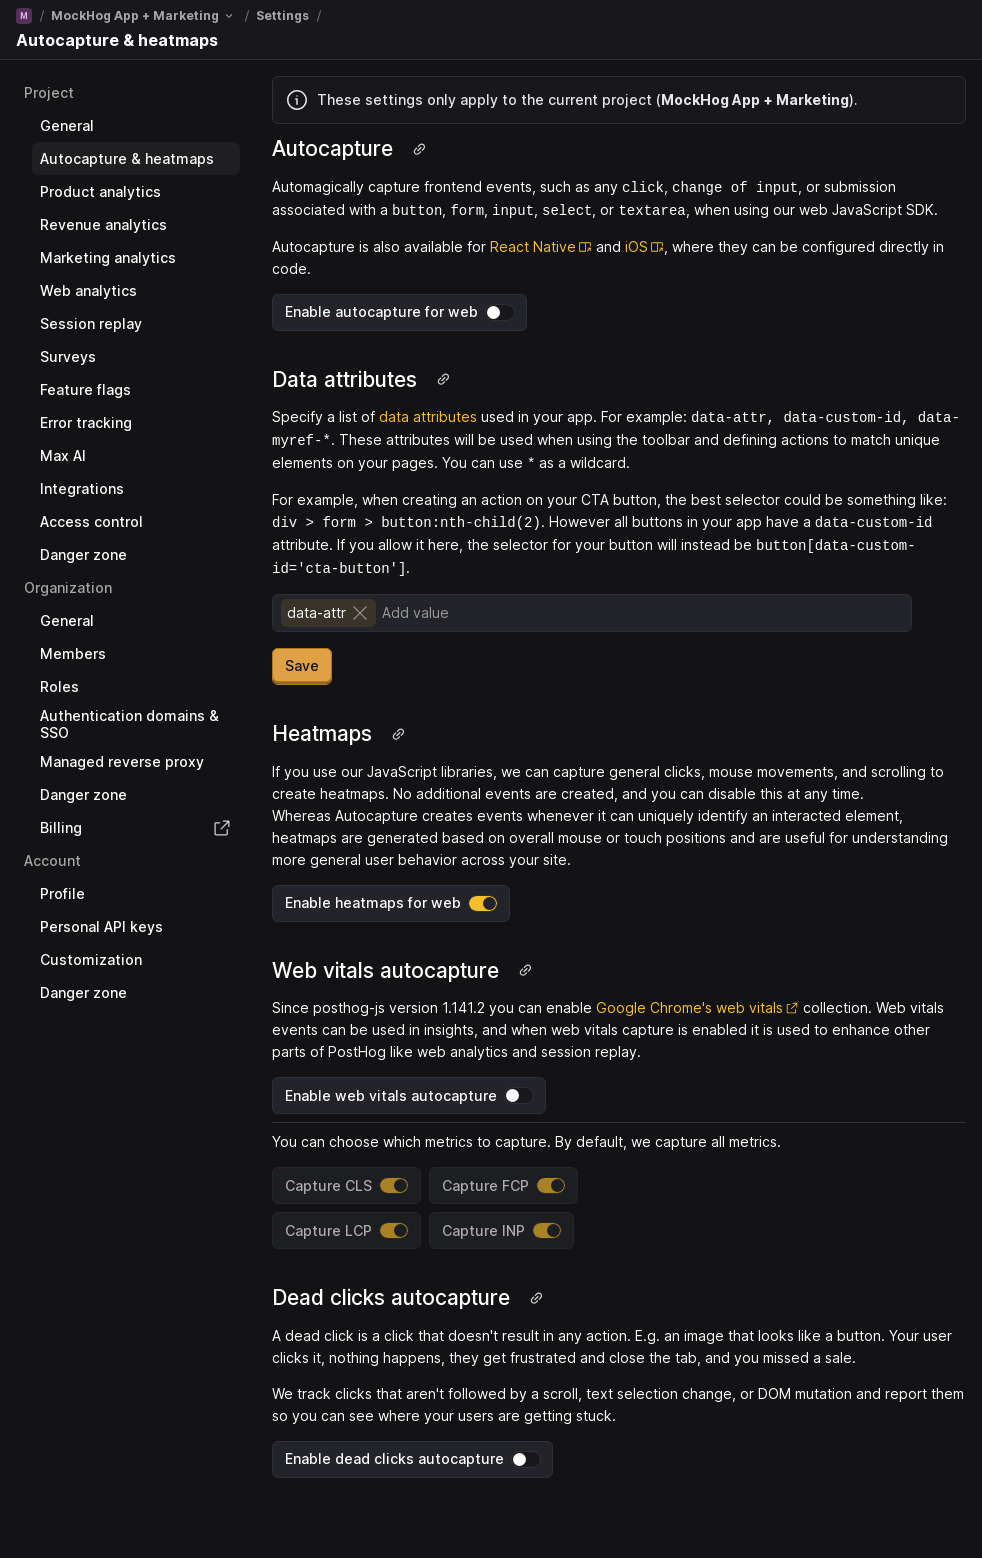 M / MockHog App + Marketing / Settings /
Autocapture & heatmaps
Project
General
Autocapture & heatmaps
Product analytics
Revenue analytics
Marketing analytics
Web analytics
Session replay
Surveys
Feature flags
Error tracking
Max AI
Integrations
Access control
Danger zone
Organization
General
Members
Roles
Authentication domains &
SSO
Managed reverse proxy
Danger zone
Billing
Account
Profile
Personal API keys
Customization
Danger zone
These settings only apply to the current project (MockHog App + Marketing).
Autocapture
Automagically capture frontend events, such as any click, change of input, or submission
associated with a button, form, input, select, or textarea, when using our web JavaScript SDK.
Autocapture is also available for React Native and iOS, where they can be configured directly in
code.
Enable autocapture for web
Data attributes
Specify a list of data attributes used in your app. For example: data-attr, data-custom-id, data-
myref-*. These attributes will be used when using the toolbar and defining actions to match unique
elements on your pages. You can use * as a wildcard.
For example, when creating an action on your CTA button, the best selector could be something like:
div > form > button:nth-child(2). However all buttons in your app have a data-custom-id
attribute. If you allow it here, the selector for your button will instead be button[data-custom-
id='cta-button'].
data-attr Add value
Save
Heatmaps
If you use our JavaScript libraries, we can capture general clicks, mouse movements, and scrolling to
create heatmaps. No additional events are created, and you can disable this at any time.
Whereas Autocapture creates events whenever it can uniquely identify an interacted element,
heatmaps are generated based on overall mouse or touch positions and are useful for understanding
more general user behavior across your site.
Enable heatmaps for web
Web vitals autocapture
Since posthog-js version 1.141.2 you can enable Google Chrome's web vitals collection. Web vitals
events can be used in insights, and when web vitals capture is enabled it is used to enhance other
parts of PostHog like web analytics and session replay.
Enable web vitals autocapture
You can choose which metrics to capture. By default, we capture all metrics.
Capture CLS Capture FCP
Capture LCP Capture INP
Dead clicks autocapture
A dead click is a click that doesn't result in any action. E.g. an image that looks like a button. Your user
clicks it, nothing happens, they get frustrated and close the tab, and you missed a sale.
We track clicks that aren't followed by a scroll, text selection change, or DOM mutation and report them
so you can see where your users are getting stuck.
Enable dead clicks autocapture